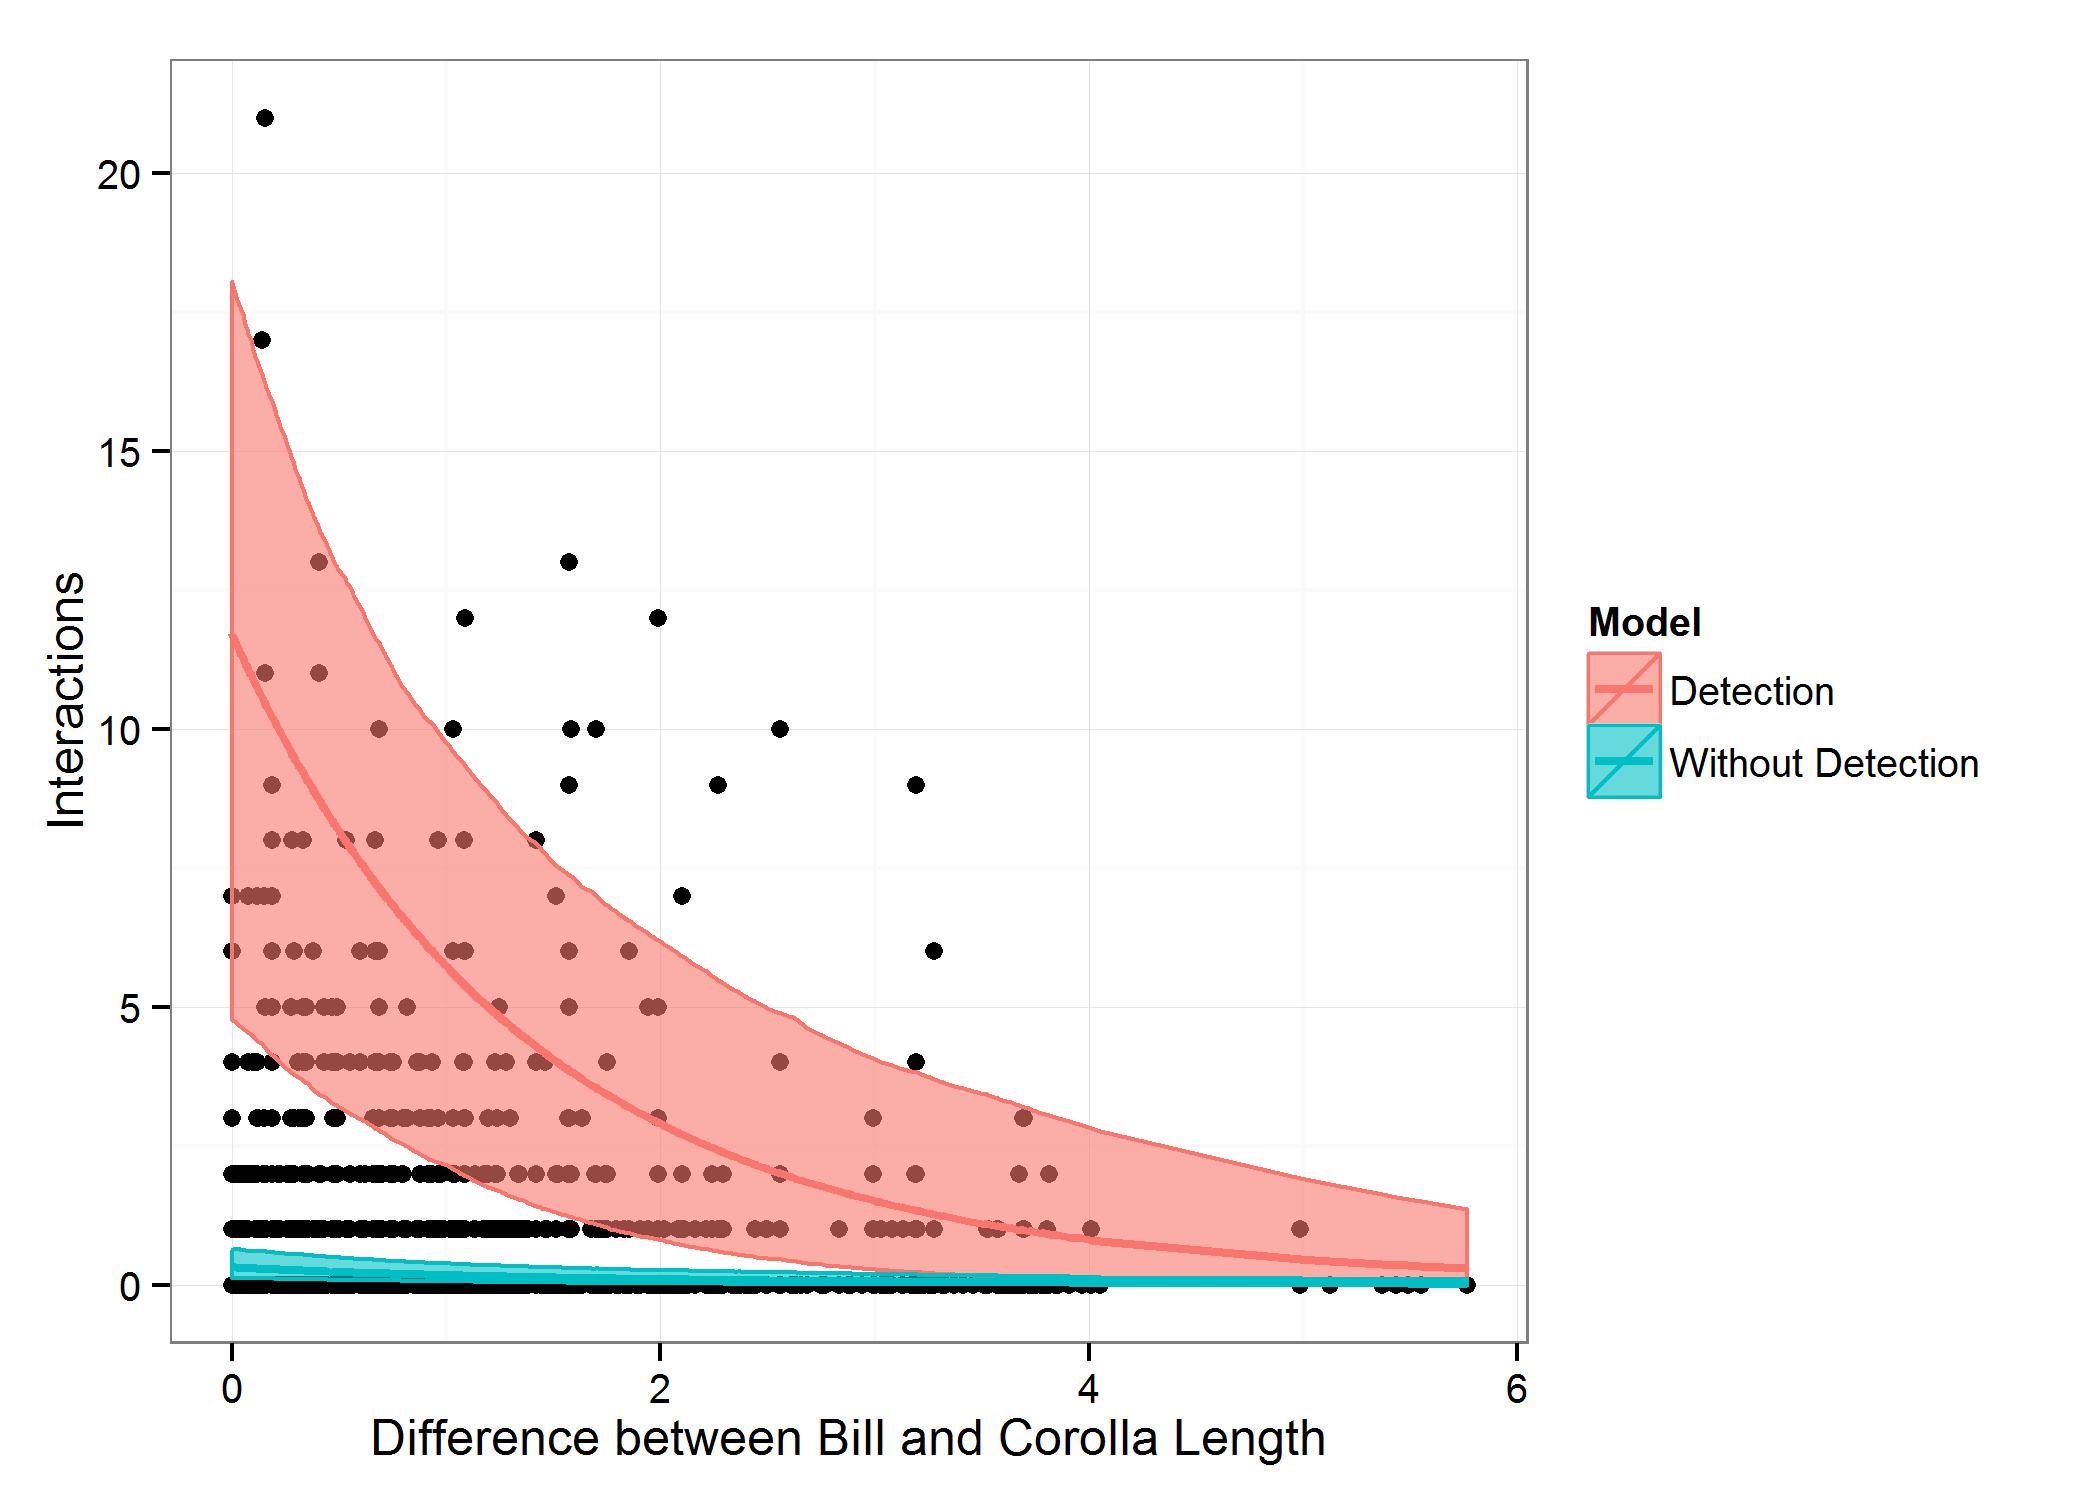 20
15
10
5
0
Interactions
0 2 4 6
Difference between Bill and Corolla Length
Model
Detection
Without Detection